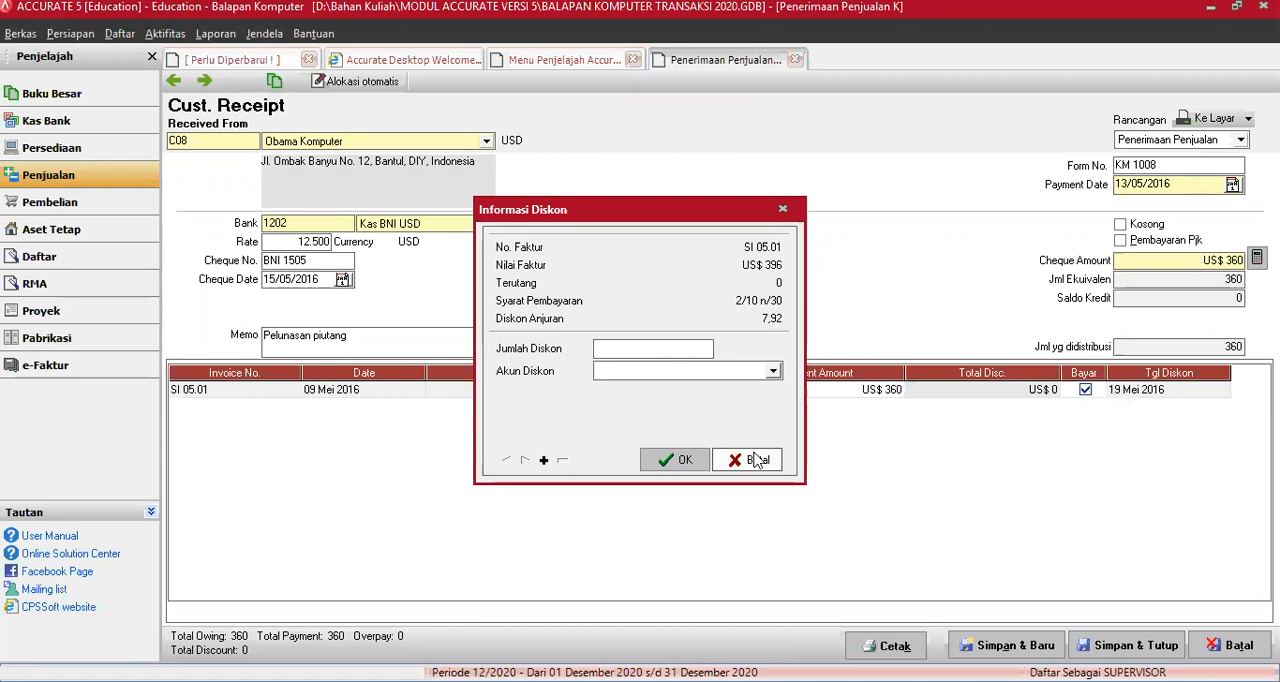 ACCURATE 5 [Education] - Education - Balapan Komputer [D:\Bahan Kuliah\MODUL ACCURATE VERSI 5\BALAPAN KOMPUTER TRANSAKSI 2020.GDB] - [Penerimaan Penjualan K]
Berkas Persiapan Daftar Aktifitas Laporan Jendela Bantuan
Penjelajah
[ Perlu Diperbarui ! ] Accurate Desktop Welcome... Menu Penjelajah Accur... Penerimaan Penjualan...
Alokasi otomatis
Buku Besar
Kas Bank
Persediaan
Penjualan
Pembelian
Aset Tetap
Daftar
RMA
Proyek
Pabrikasi
e-Faktur
Tautan
User Manual
Online Solution Center
Facebook Page
Mailing list
CPSSoft website
Cust. Receipt
Received From
C08 Obama Komputer USD
Jl. Ombak Banyu No. 12, Bantul, DIY, Indonesia
Rancangan Ke Layar
Penerimaan Penjualan
Form No. KM 1008
Payment Date 13/05/2016
Bank 1202 Kas BNI USD
Rate 12.500 Currency USD
Cheque No. BNI 1505
Cheque Date 15/05/2016
Memo Pelunasan piutang
Kosong
Pembayaran Pjk
Cheque Amount US$ 360
Jml Ekuivalen 360
Saldo Kredit 0
Jml yg didistribusi 360
Informasi Diskon
No. Faktur SI 05.01
Nilai Faktur US$ 396
Terutang 0
Syarat Pembayaran 2/10 n/30
Diskon Anjuran 7,92
Jumlah Diskon
Akun Diskon
OK
Invoice No. Date Amount Total Disc. Bayar Tgl Diskon
SI 05.01 09 Mei 2016 US$ 360 US$ 0 19 Mei 2016
Total Owing: 360 Total Payment: 360 Overpay: 0
Total Discount: 0
Cetak Simpan & Baru Simpan & Tutup Batal
Periode 12/2020 - Dari 01 Desember 2020 s/d 31 Desember 2020 Daftar Sebagai SUPERVISOR